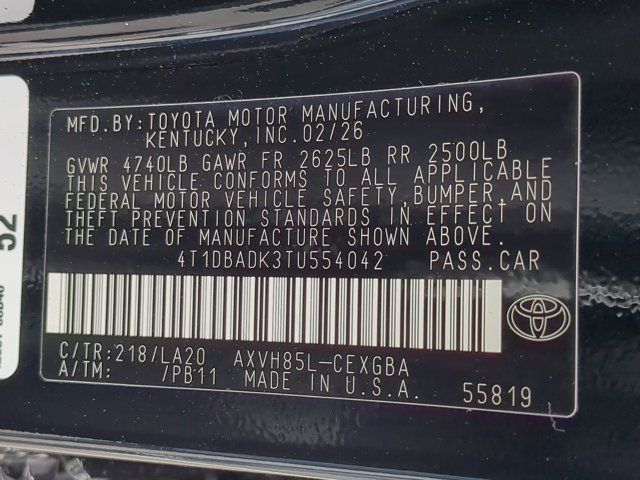 MFD.BY:TOYOTA MOTOR MANUFACTURING,
KENTUCKY,INC.02/26
GVWR 4740LB GAWR FR 2625LB RR 2500LB
THIS VEHICLE CONFORMS TO ALL APPLICABLE
FEDERAL MOTOR VEHICLE SAFETY,BUMPER,AND
THEFT PREVENTION STANDARDS IN EFFECT ON
THE DATE OF MANUFACTURE SHOWN ABOVE.
4T1DBADK3TU554042 PASS.CAR
C/TR:218/LA20 AXVH85L-CEXGBA
A/TM: /PB11 MADE IN U.S.A. 55819
52